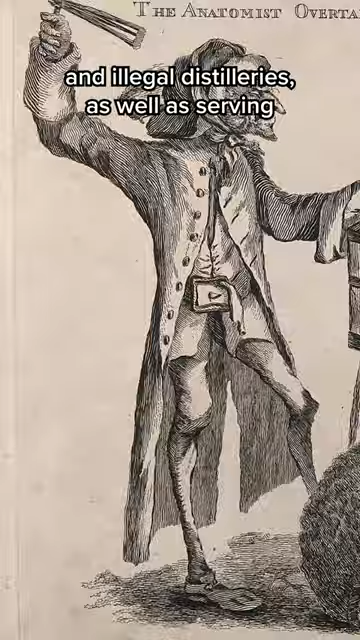 THE ANATOMIST OVERTA
and illegal distilleries,
as well as serving